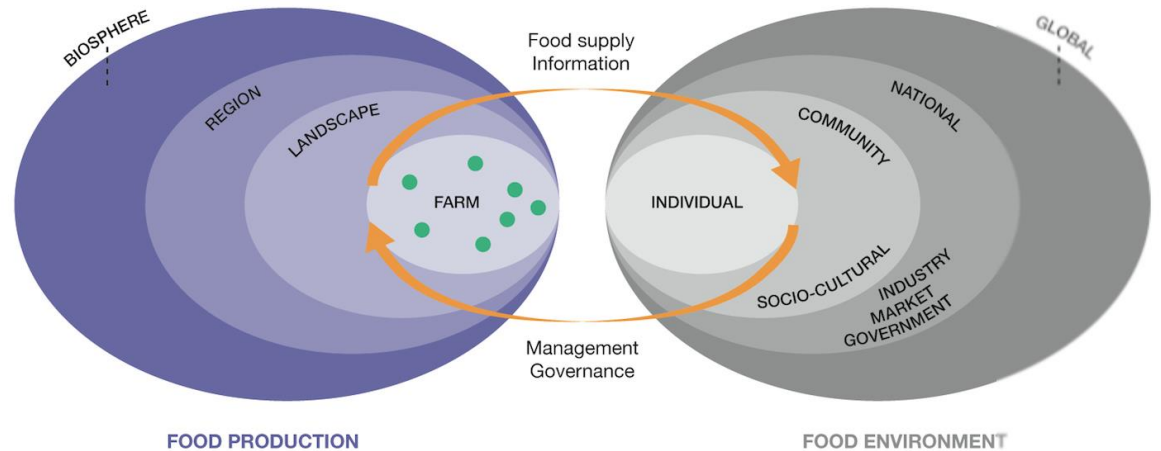 BIOSPHERE
REGION
LANDSCAPE
FARM
Food supply
Information
Management
Governance
INDIVIDUAL
COMMUNITY
NATIONAL
GLOBAL
SOCIO-CULTURAL
INDUSTRY
MARKET
GOVERNMENT
FOOD PRODUCTION
FOOD ENVIRONMENT